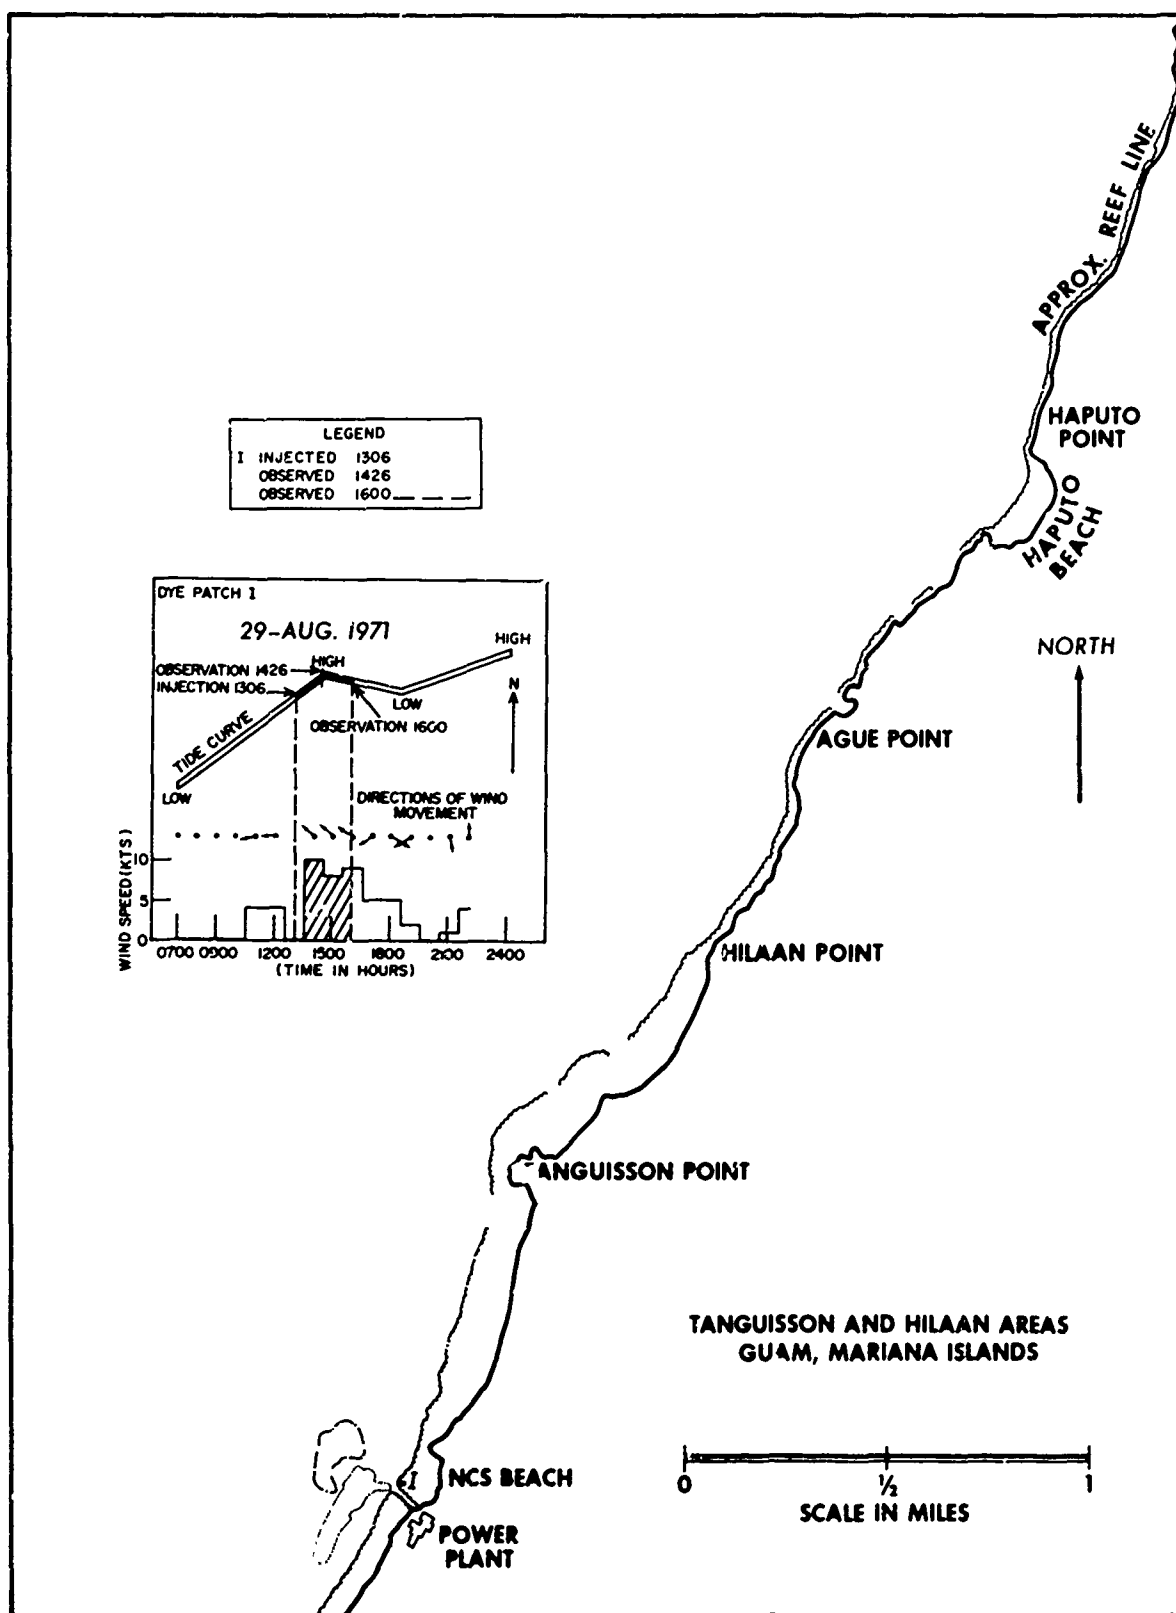 APPROX. REEF LINE
HAPUTO
POINT
HAPUTO
BEACH
LEGEND
I INJECTED 1306
OBSERVED 1426
OBSERVED 1600
DYE PATCH I
29-AUG. 1971
HIGH
OBSERVATION 1426
HIGH
INJECTION 1306
N
LOW
OBSERVATION 1600
TIDE CURVE
LOW
DIRECTIONS OF WIND
MOVEMENT
WIND SPEED (KTS)
10
5
0
0700 0900 1200 1500 1800 2100 2400
(TIME IN HOURS)
NORTH
AGUE POINT
HILAAN POINT
ANGUISSON POINT
TANGUISSON AND HILAAN AREAS
GUAM, MARIANA ISLANDS
0 ½ 1
SCALE IN MILES
I
NCS BEACH
POWER
PLANT